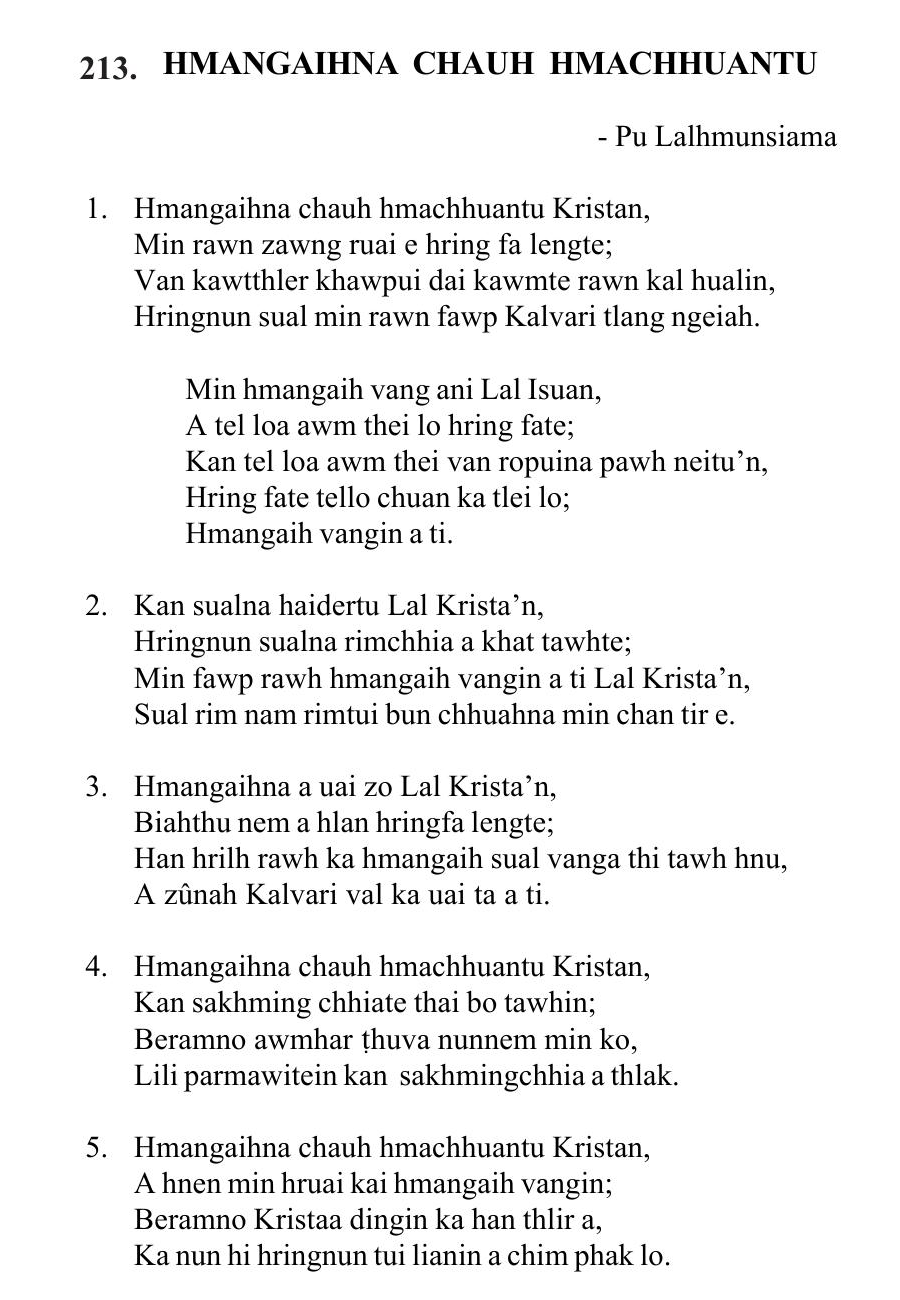 213. HMANGAIHNA CHAUH HMACHHUANTU
- Pu Lalhmunsiama
1. Hmangaihna chauh hmachhuantu Kristan,
Min rawn zawng ruai e hring fa lengte;
Van kawtthler khawpui dai kawmte rawn kal hualin,
Hringnun sual min rawn fawp Kalvari tlang ngeiah.
Min hmangaih vang ani Lal Isuan,
A tel loa awm thei lo hring fate;
Kan tel loa awm thei van ropuina pawh neitu’n,
Hring fate tello chuan ka tlei lo;
Hmangaih vangin a ti.
2. Kan sualna haidertu Lal Krista’n,
Hringnun sualna rimchhia a khat tawhte;
Min fawp rawh hmangaih vangin a ti Lal Krista’n,
Sual rim nam rimtui bun chhuahna min chan tir e.
3. Hmangaihna a uai zo Lal Krista’n,
Biahthu nem a hlan hringfa lengte;
Han hrilh rawh ka hmangaih sual vanga thi tawh hnu,
A zûnah Kalvari val ka uai ta a ti.
4. Hmangaihna chauh hmachhuantu Kristan,
Kan sakhming chhiate thai bo tawhin;
Beramno awmhar ṭhuva nunnem min ko,
Lili parmawitein kan sakhmingchhia a thlak.
5. Hmangaihna chauh hmachhuantu Kristan,
A hnen min hruai kai hmangaih vangin;
Beramno Kristaa dingin ka han thlir a,
Ka nun hi hringnun tui lianin a chim phak lo.